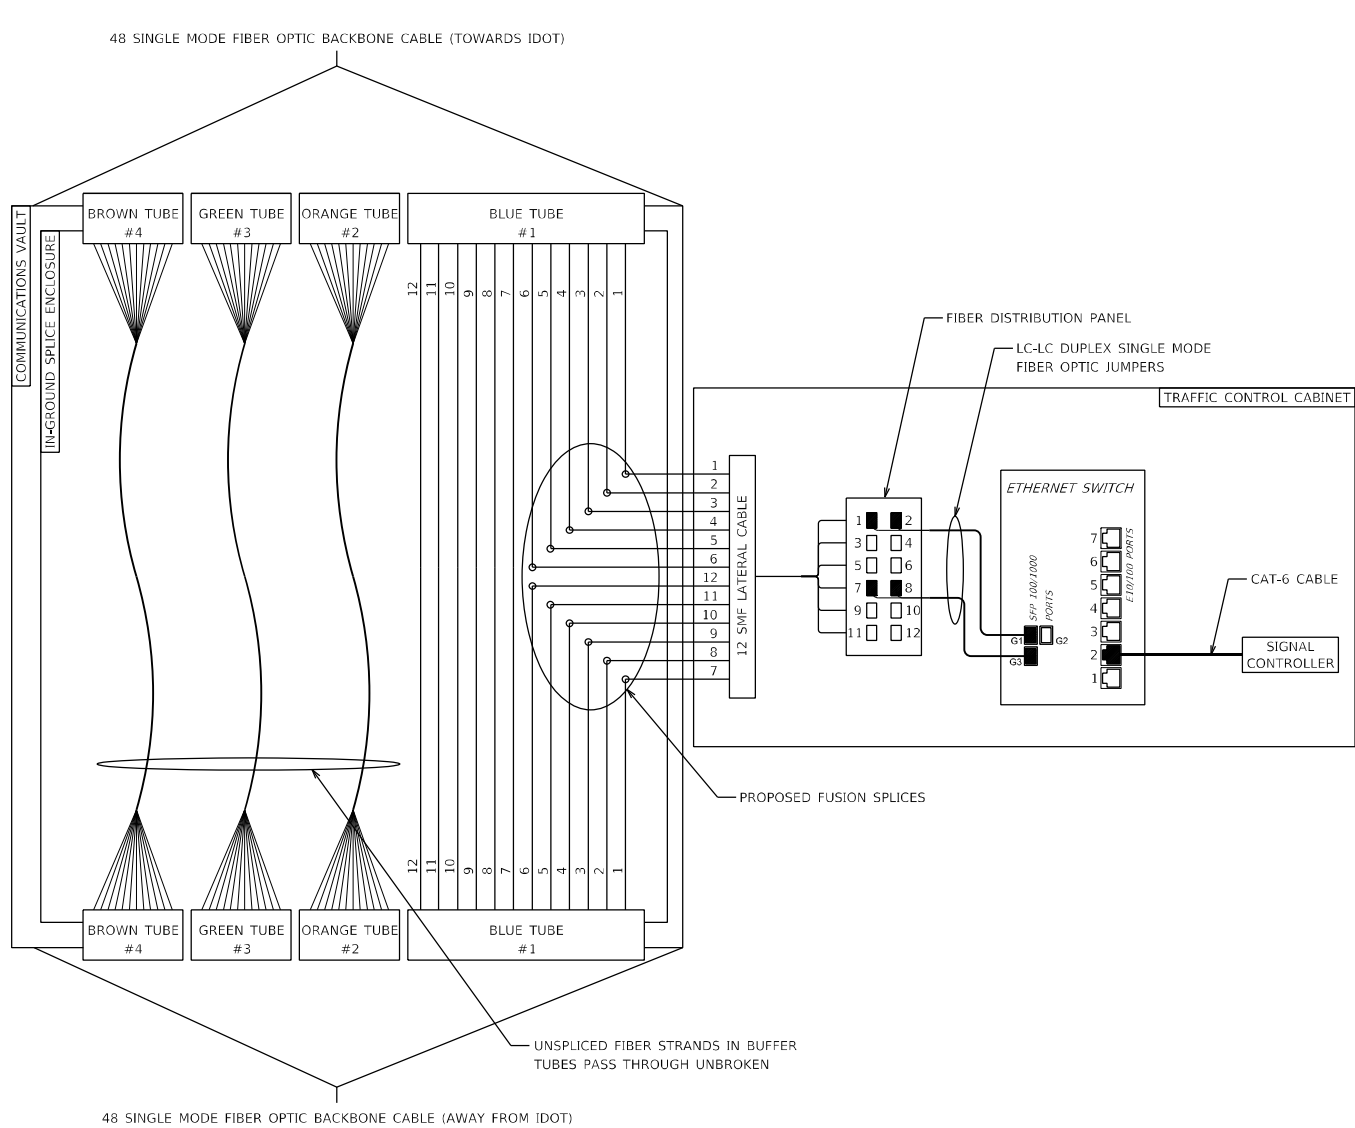 48 SINGLE MODE FIBER OPTIC BACKBONE CABLE (TOWARDS IDOT)
COMMUNICATIONS VAULT
IN-GROUND SPLICE ENCLOSURE
BROWN TUBE
#4
GREEN TUBE
#3
ORANGE TUBE
#2
BLUE TUBE
#1
12
11
10
9
8
7
6
5
4
3
2
1
FIBER DISTRIBUTION PANEL
LC-LC DUPLEX SINGLE MODE
FIBER OPTIC JUMPERS
TRAFFIC CONTROL CABINET
1
2
3
4
5
6
12
11
10
9
8
7
12 SMF LATERAL CABLE
1 2
3 4
5 6
7 8
9 10
11 12
ETHERNET SWITCH
SFP 100/1000
PORTS
G1
G2
G3
7
6
5
4
3
2
1
E10/100 PORTS
CAT-6 CABLE
SIGNAL
CONTROLLER
PROPOSED FUSION SPLICES
12
11
10
9
8
7
6
5
4
3
2
1
BROWN TUBE
#4
GREEN TUBE
#3
ORANGE TUBE
#2
BLUE TUBE
#1
UNSPLICED FIBER STRANDS IN BUFFER
TUBES PASS THROUGH UNBROKEN
48 SINGLE MODE FIBER OPTIC BACKBONE CABLE (AWAY FROM IDOT)